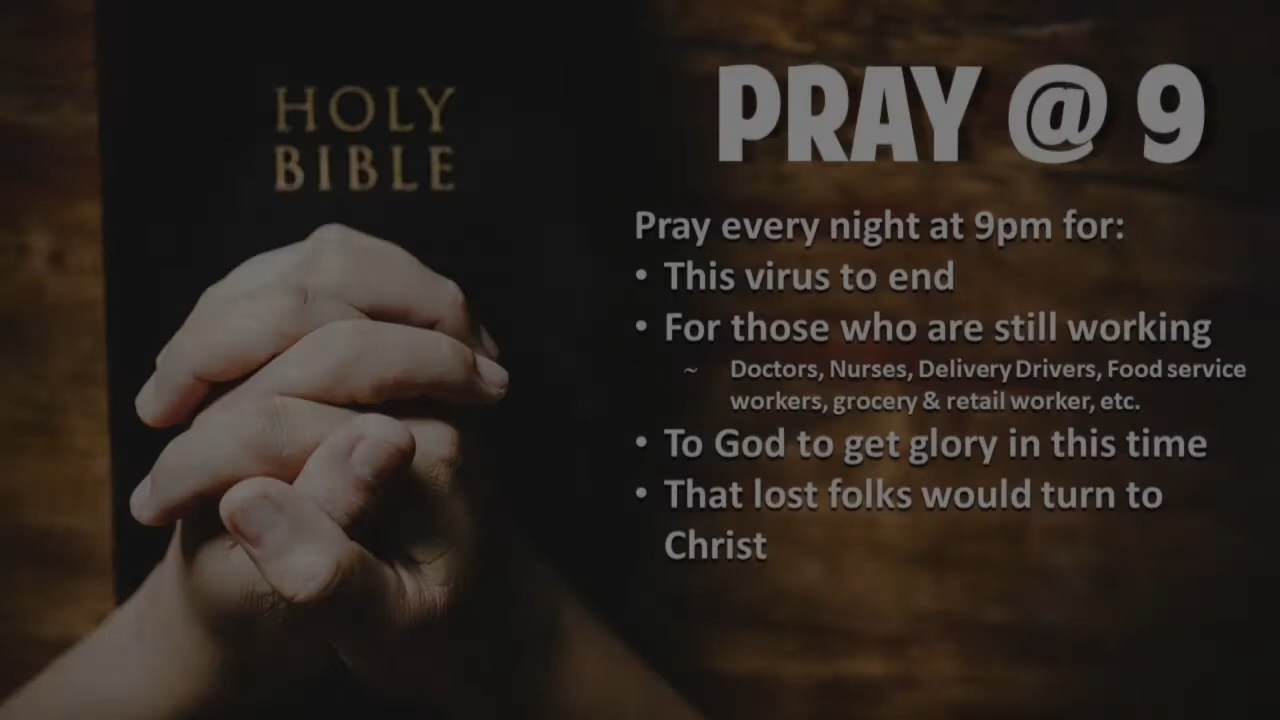 HOLY
BIBLE
PRAY @ 9
Pray every night at 9pm for:
• This virus to end
• For those who are still working
~ Doctors, Nurses, Delivery Drivers, Food service
workers, grocery & retail worker, etc.
• To God to get glory in this time
• That lost folks would turn to
Christ